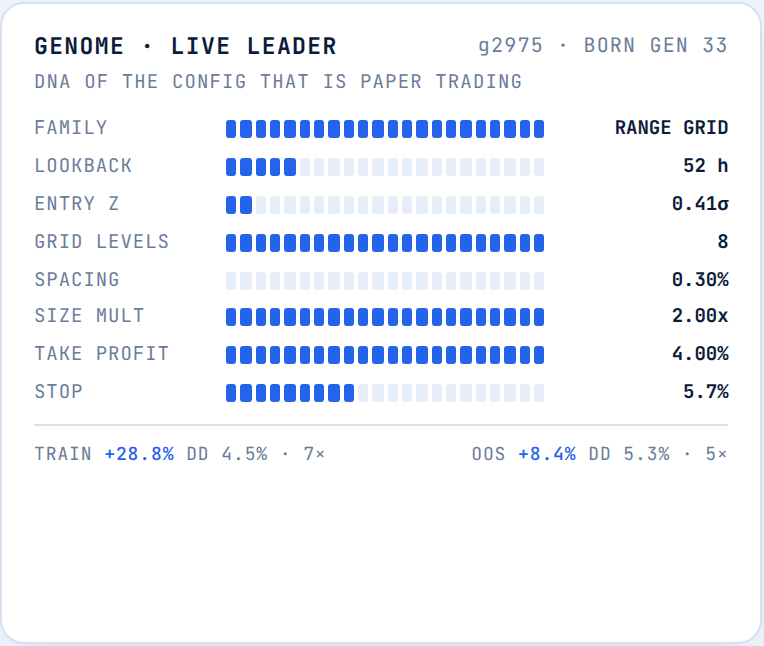 GENOME · LIVE LEADER g2975 · BORN GEN 33
DNA OF THE CONFIG THAT IS PAPER TRADING
FAMILY RANGE GRID
LOOKBACK 52 h
ENTRY Z 0.41σ
GRID LEVELS 8
SPACING 0.30%
SIZE MULT 2.00x
TAKE PROFIT 4.00%
STOP 5.7%
TRAIN +28.8% DD 4.5% · 7× OOS +8.4% DD 5.3% · 5×